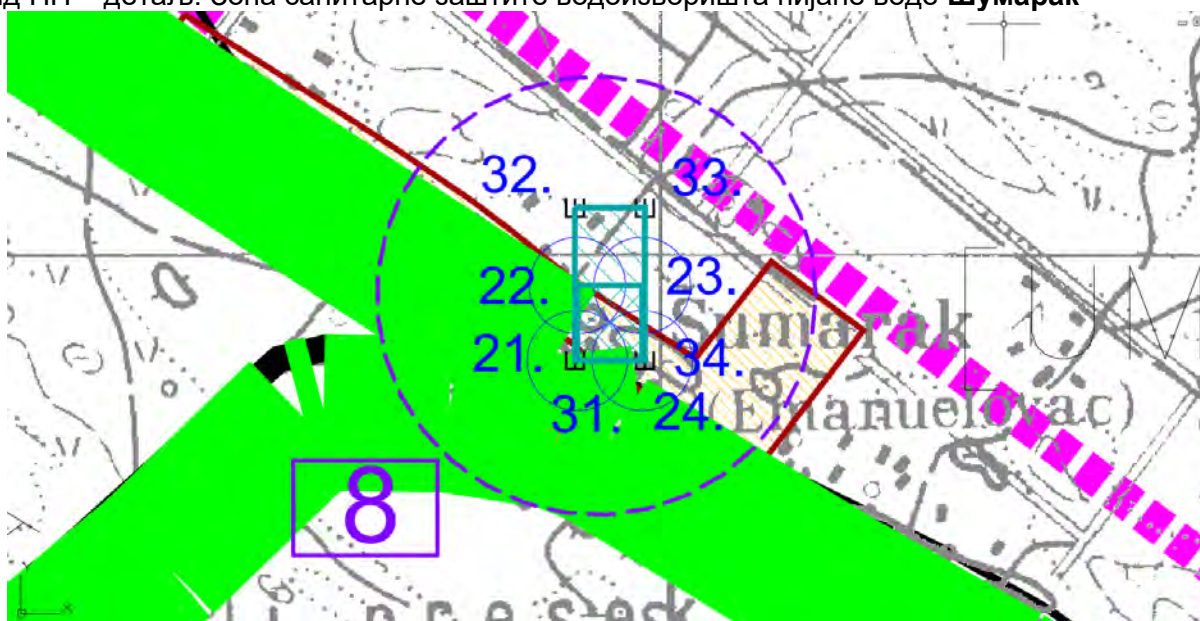 детаљ: Зона санитарне заштите водоизворишта пијаће воде Шумарак
32. 33.
22. 23.
Šumarak
21. 34.
31. 24. (Emanuelovac)
8